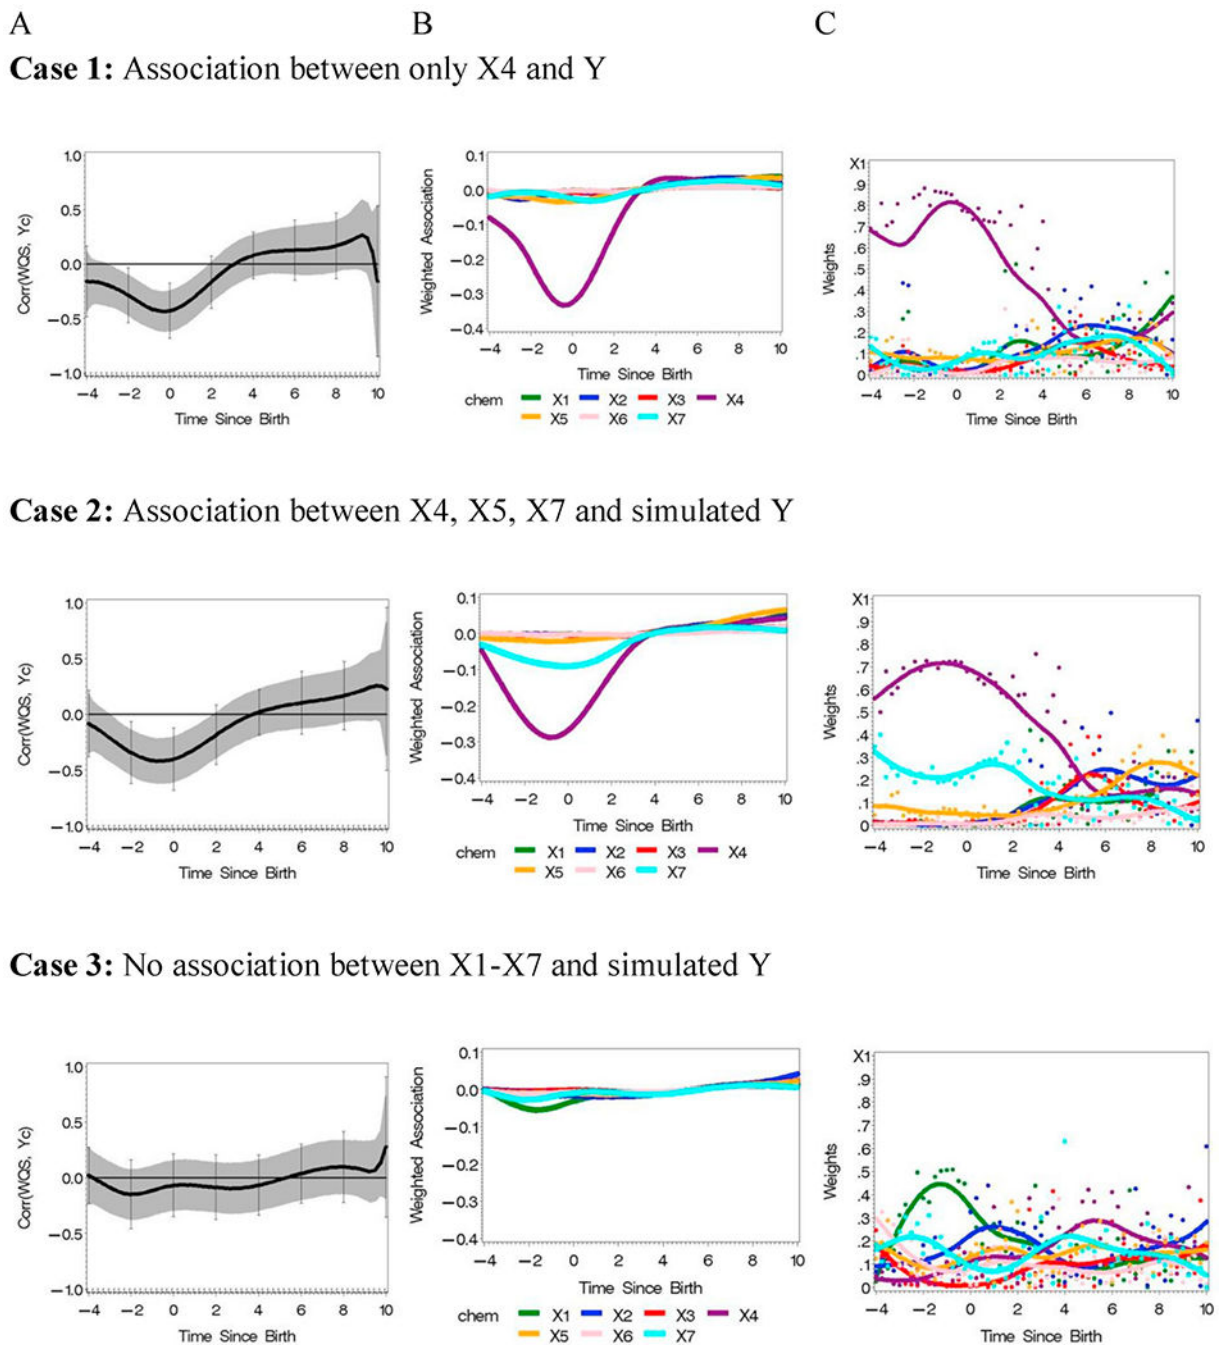 A B C
Case 1: Association between only X4 and Y
1.0
0.5
0.0
−0.5
−1.0
Corr(WQS, Yc)
−4 −2 0 2 4 6 8 10
Time Since Birth
0.1
0.0
−0.1
−0.2
−0.3
−0.4
Weighted Association
−4 −2 0 2 4 6 8 10
Time Since Birth
chem X1 X2 X3 X4
X5 X6 X7
X1
.9
.8
.7
.6
.5
.4
.3
.2
.1
0
Weights
−4 −2 0 2 4 6 8 10
Time Since Birth
Case 2: Association between X4, X5, X7 and simulated Y
1.0
0.5
0.0
−0.5
−1.0
Corr(WQS, Yc)
−4 −2 0 2 4 6 8 10
Time Since Birth
0.1
0.0
−0.1
−0.2
−0.3
−0.4
Weighted Association
−4 −2 0 2 4 6 8 10
Time Since Birth
chem X1 X2 X3 X4
X5 X6 X7
X1
.9
.8
.7
.6
.5
.4
.3
.2
.1
0
Weights
−4 −2 0 2 4 6 8 10
Time Since Birth
Case 3: No association between X1-X7 and simulated Y
1.0
0.5
0.0
−0.5
−1.0
Corr(WQS, Yc)
−4 −2 0 2 4 6 8 10
Time Since Birth
0.1
0.0
−0.1
−0.2
−0.3
−0.4
Weighted Association
−4 −2 0 2 4 6 8 10
Time Since Birth
chem X1 X2 X3 X4
X5 X6 X7
X1
.9
.8
.7
.6
.5
.4
.3
.2
.1
0
Weights
−4 −2 0 2 4 6 8 10
Time Since Birth